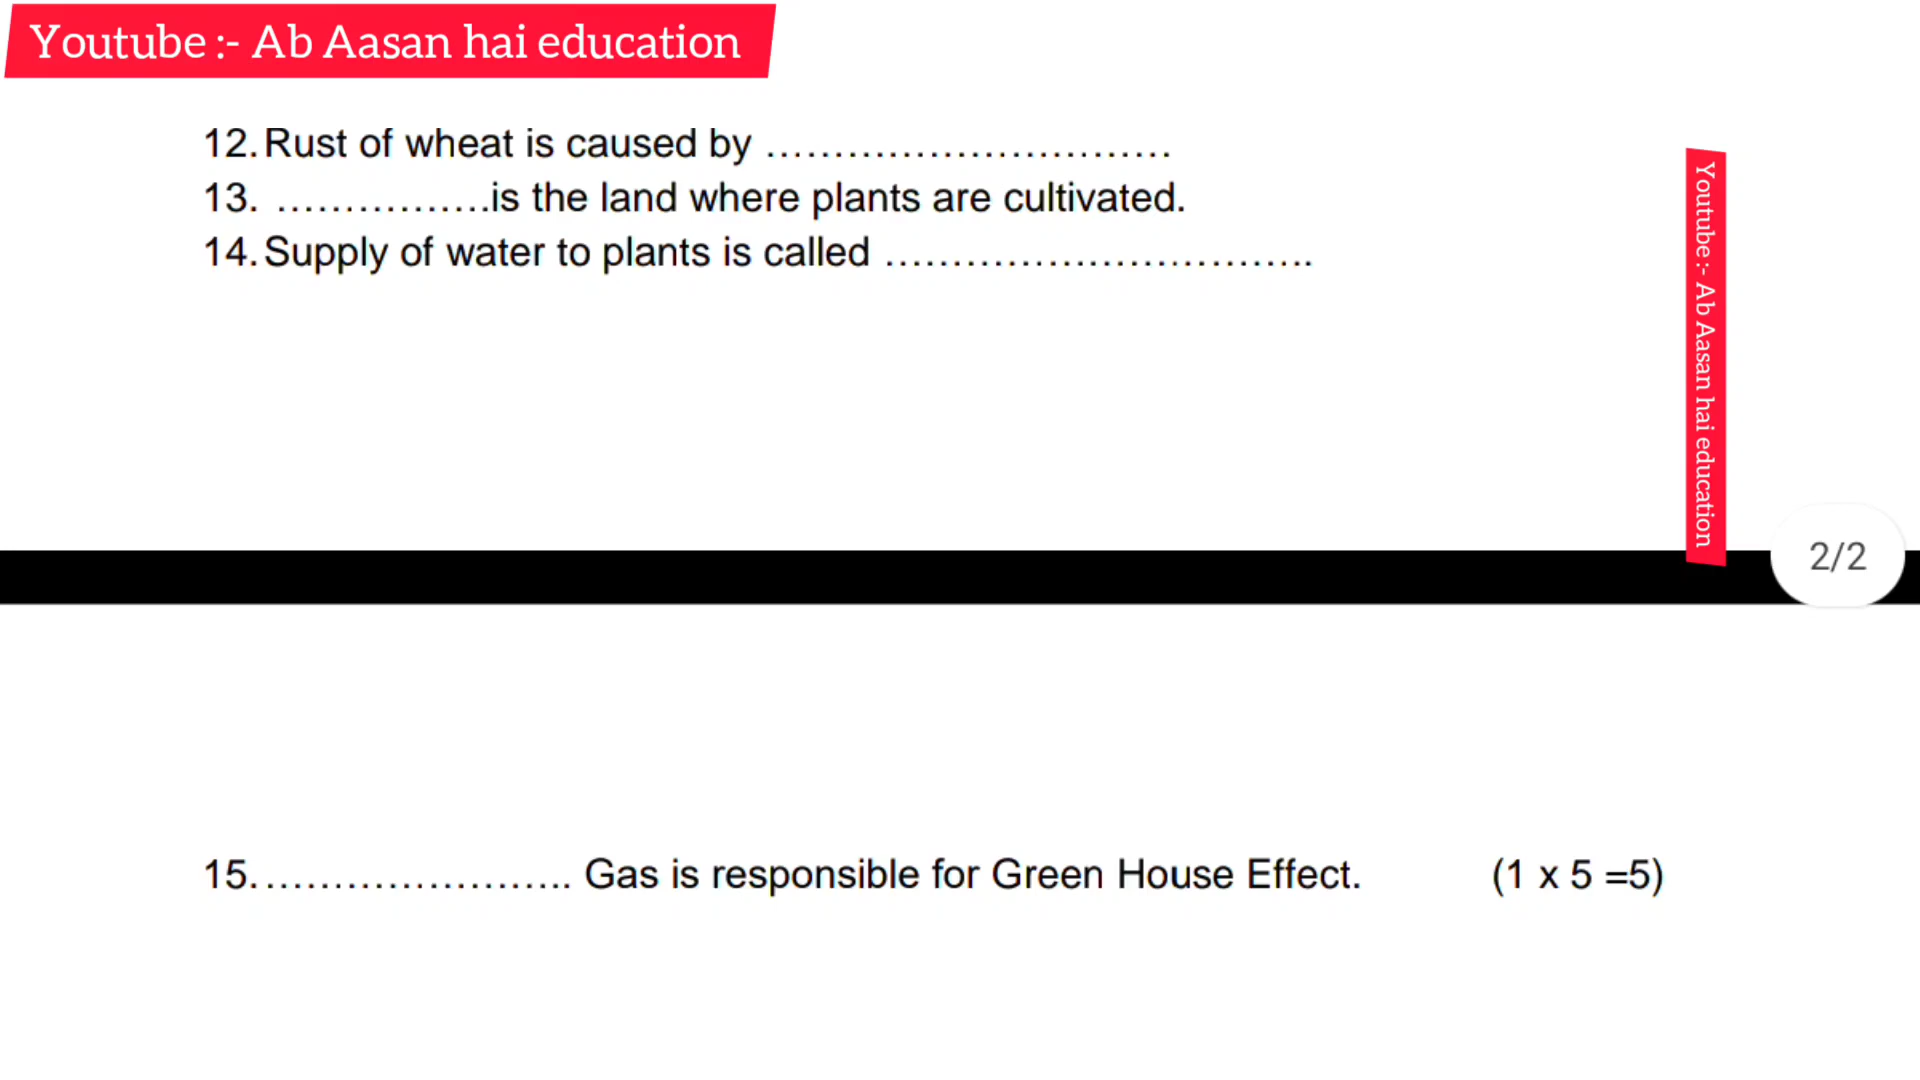 Youtube :- Ab Aasan hai education
12. Rust of wheat is caused by …………………………
13. …………….is the land where plants are cultivated.
14. Supply of water to plants is called …………………………..
Youtube :- Ab Aasan hai education
2/2
15. ………………….. Gas is responsible for Green House Effect. (1 x 5 =5)